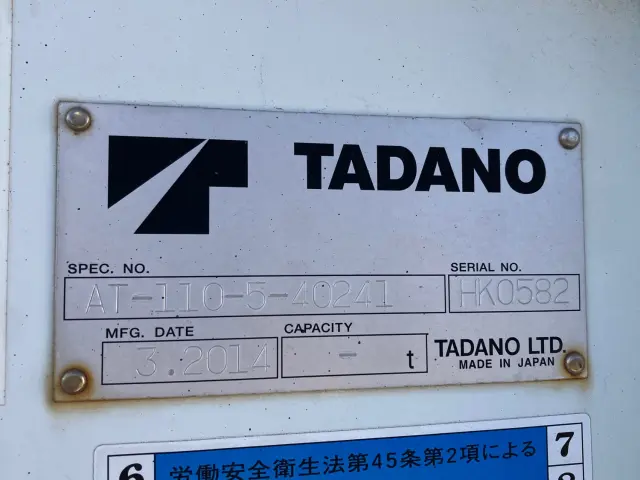 TADANO
SPEC. NO.
AT-110-5-40241
SERIAL NO.
HK0582
MFG. DATE
3.2014
CAPACITY
- t
TADANO LTD.
MADE IN JAPAN
6
労働安全衛生法第45条第2項による
7